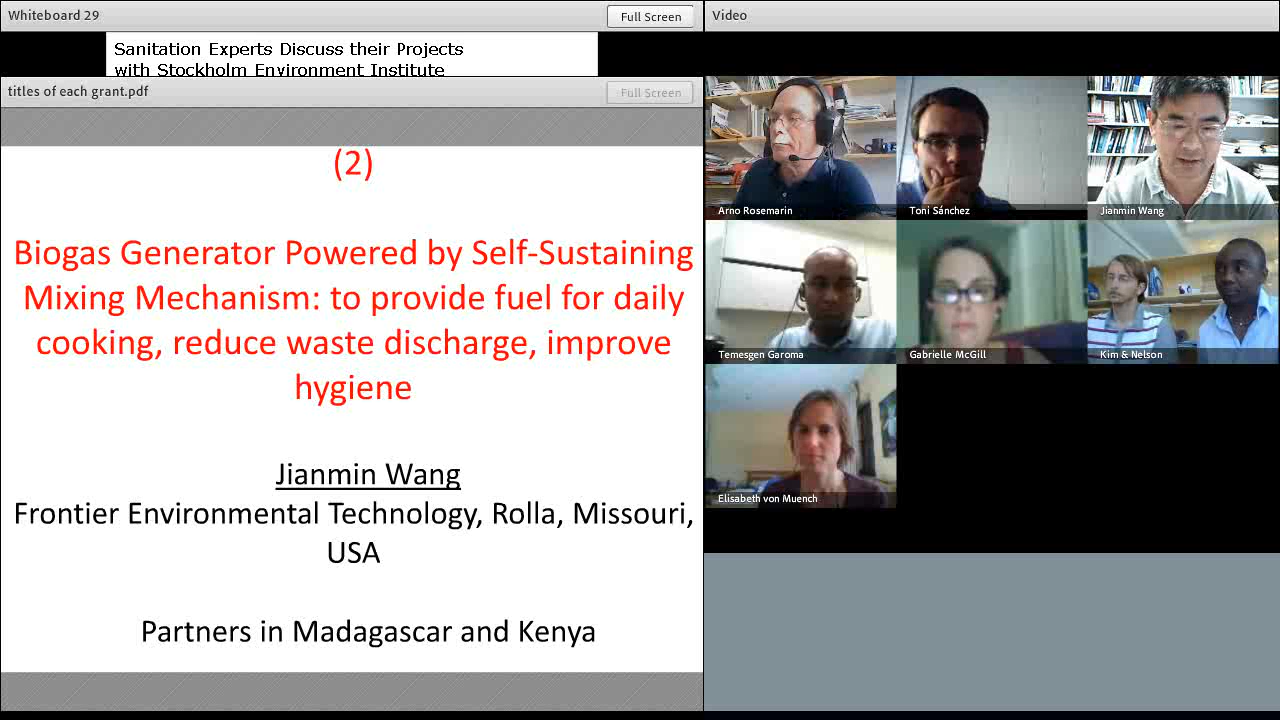 Whiteboard 29
Full Screen
Video
Sanitation Experts Discuss their Projects
with Stockholm Environment Institute
titles of each grant.pdf
Full Screen
(2)
Biogas Generator Powered by Self-Sustaining
Mixing Mechanism: to provide fuel for daily
cooking, reduce waste discharge, improve
hygiene
Jianmin Wang
Frontier Environmental Technology, Rolla, Missouri,
USA
Partners in Madagascar and Kenya
Arno Rosemarin
Toni Sánchez
Jianmin Wang
Temesgen Garoma
Gabrielle McGill
Kim & Nelson
Elisabeth von Muench